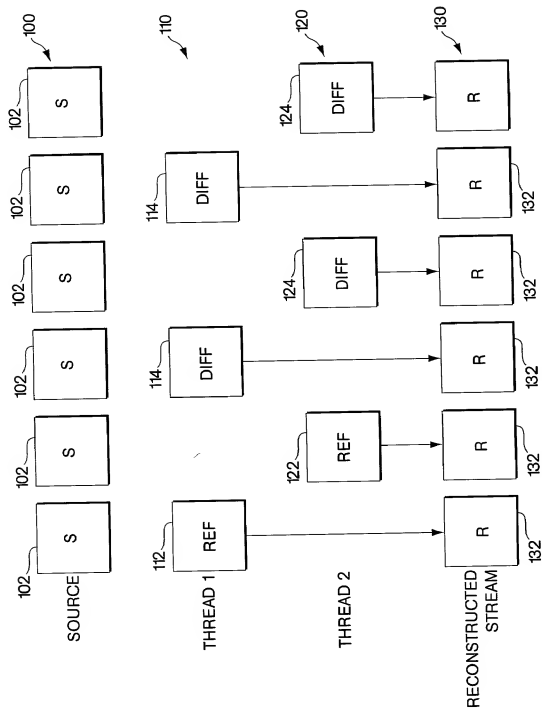 102
102
102
102
102
102
100
SOURCE
S
S
S
S
S
S
112
114
114
110
THREAD 1
REF
DIFF
DIFF
122
124
124
120
THREAD 2
REF
DIFF
DIFF
130
RECONSTRUCTED
STREAM
R
R
R
R
R
R
132
132
132
132
132